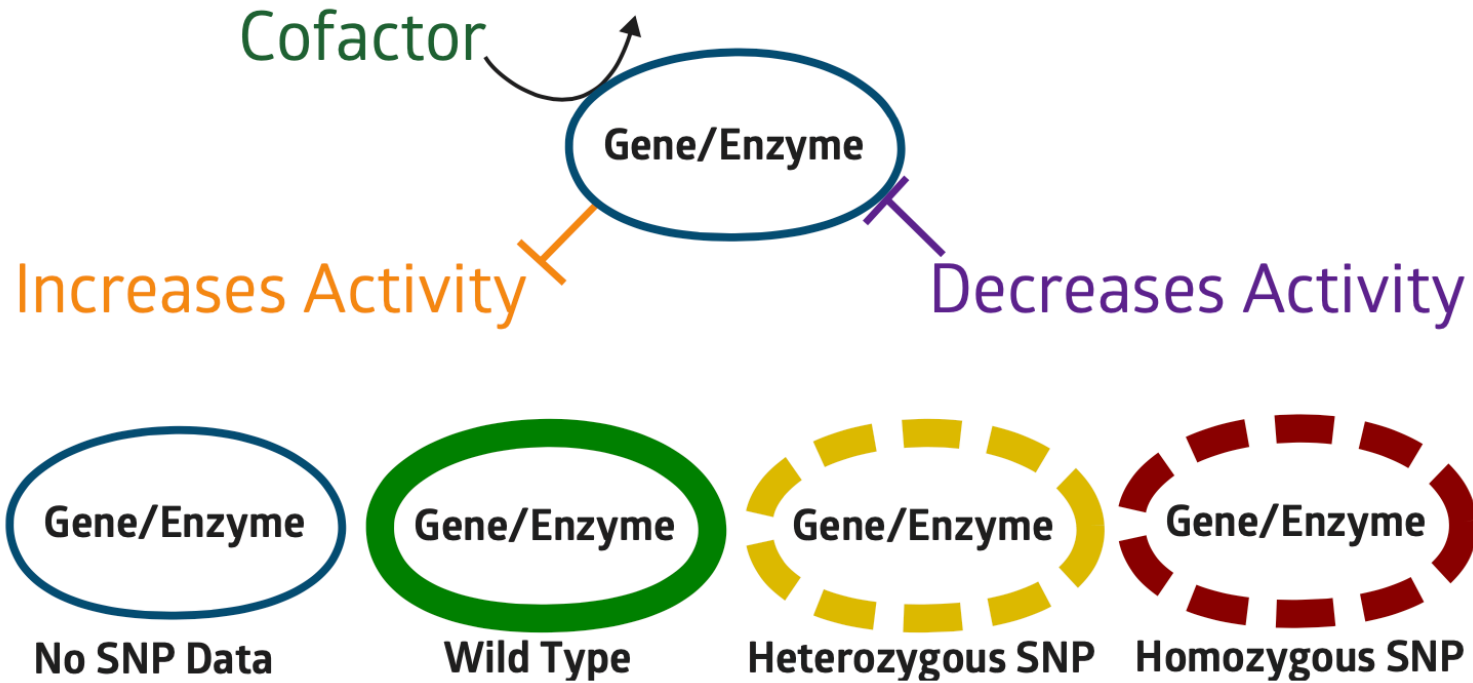 Cofactor
Gene/Enzyme
Increases Activity
Decreases Activity
Gene/Enzyme
Gene/Enzyme
Gene/Enzyme
Gene/Enzyme
No SNP Data
Wild Type
Heterozygous SNP
Homozygous SNP